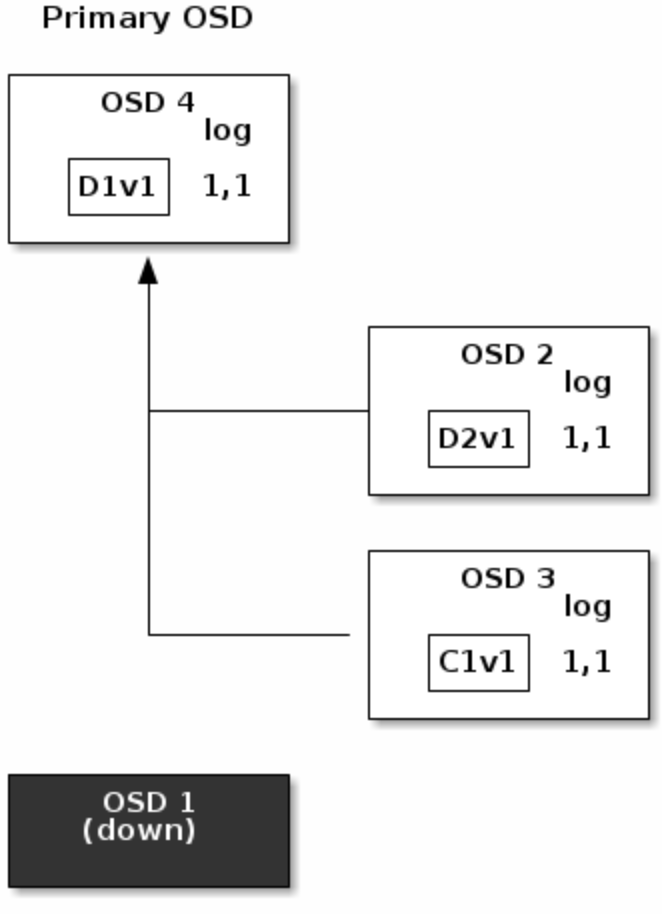 Primary OSD
OSD 4
log
D1v1 1,1
OSD 2
log
D2v1 1,1
OSD 3
log
C1v1 1,1
OSD 1
(down)